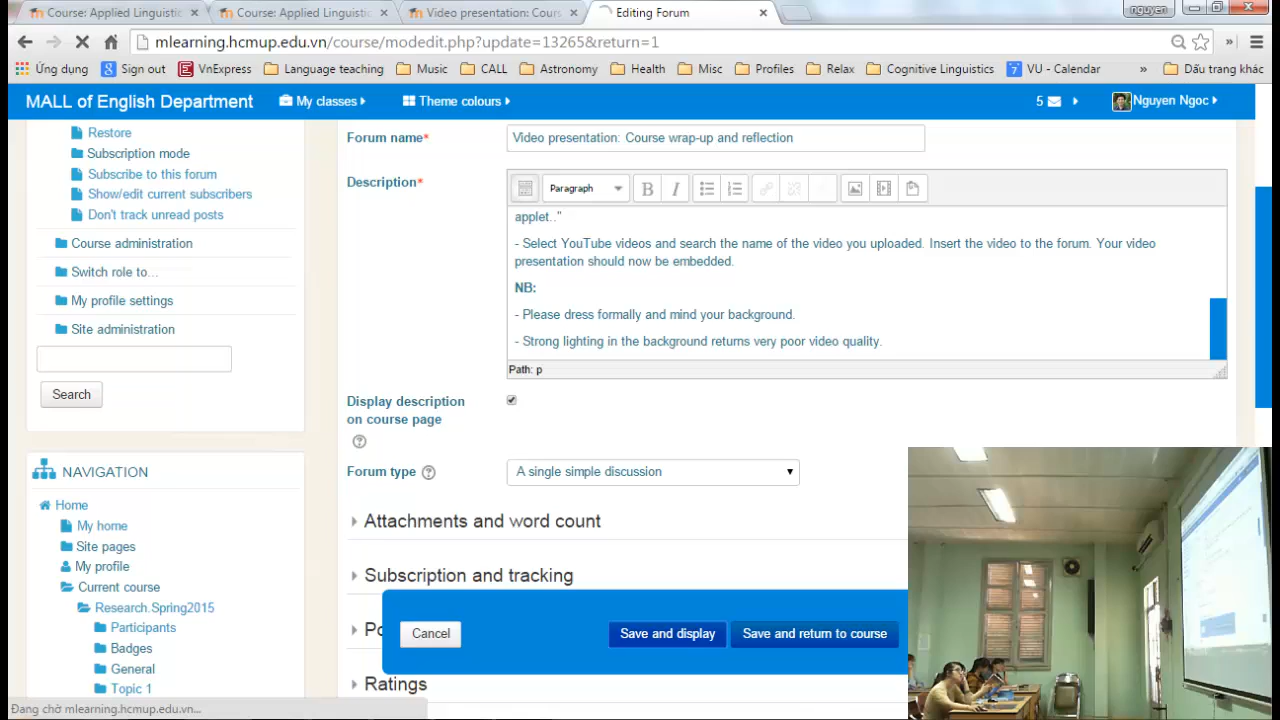 Course: Applied Linguistic
Course: Applied Linguistic
Video presentation: Cours
Editing Forum
nguyen
mlearning.hcmup.edu.vn/course/modedit.php?update=13265&return=1
Ứng dụng
Sign out
VnExpress
Language teaching
Music
CALL
Astronomy
Health
Misc
Profiles
Relax
Cognitive Linguistics
7 VU - Calendar
»
Dấu trang khác
MALL of English Department
My classes
Theme colours
5
Nguyen Ngoc
Restore
Subscription mode
Subscribe to this forum
Show/edit current subscribers
Don't track unread posts
Course administration
Switch role to...
My profile settings
Site administration
Search
NAVIGATION
Home
My home
Site pages
My profile
Current course
Research.Spring2015
Participants
Badges
General
Topic 1
Forum name*
Video presentation: Course wrap-up and reflection
Description*
Paragraph
B
I
applet.."
- Select YouTube videos and search the name of the video you uploaded. Insert the video to the forum. Your video
presentation should now be embedded.
NB:
- Please dress formally and mind your background.
- Strong lighting in the background returns very poor video quality.
Path: p
Display description
on course page
Forum type
A single simple discussion
Attachments and word count
Subscription and tracking
Po
Cancel
Save and display
Save and return to course
Ratings
Đang chờ mlearning.hcmup.edu.vn...